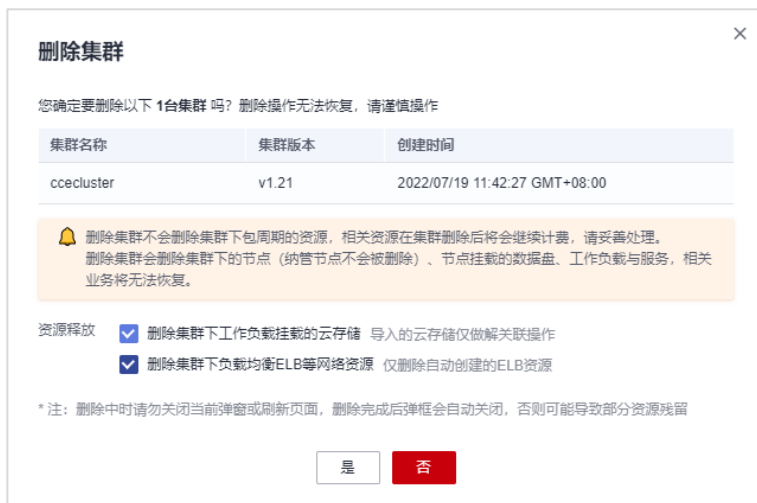 删除集群
您确定要删除以下 1台集群 吗？删除操作无法恢复，请谨慎操作
集群名称 集群版本 创建时间
ccecluster v1.21 2022/07/19 11:42:27 GMT+08:00
删除集群不会删除集群下包周期的资源，相关资源在集群删除后将会继续计费，请妥善处理。
删除集群会删除集群下的节点（纳管节点不会被删除）、节点挂载的数据盘、工作负载与服务，相关
业务将无法恢复。
资源释放 删除集群下工作负载挂载的云存储 导入的云存储仅做解关联操作
删除集群下负载均衡ELB等网络资源 仅删除自动创建的ELB资源
* 注：删除中时请勿关闭当前弹窗或刷新页面，删除完成后弹框会自动关闭，否则可能导致部分资源残留
是 否